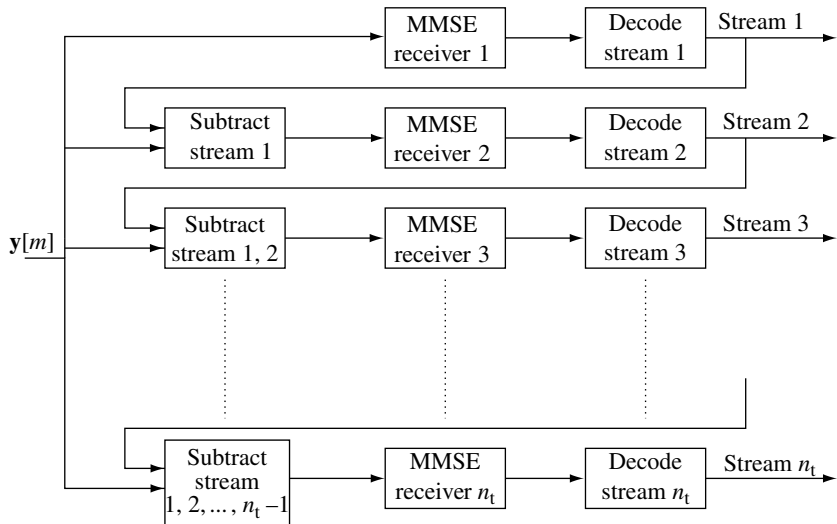 MMSE
receiver 1
Decode
stream 1
Stream 1
Subtract
stream 1
MMSE
receiver 2
Decode
stream 2
Stream 2
y[m]
Subtract
stream 1, 2
MMSE
receiver 3
Decode
stream 3
Stream 3
Subtract
stream
1, 2, ... , nt –1
MMSE
receiver nt
Decode
stream nt
Stream nt